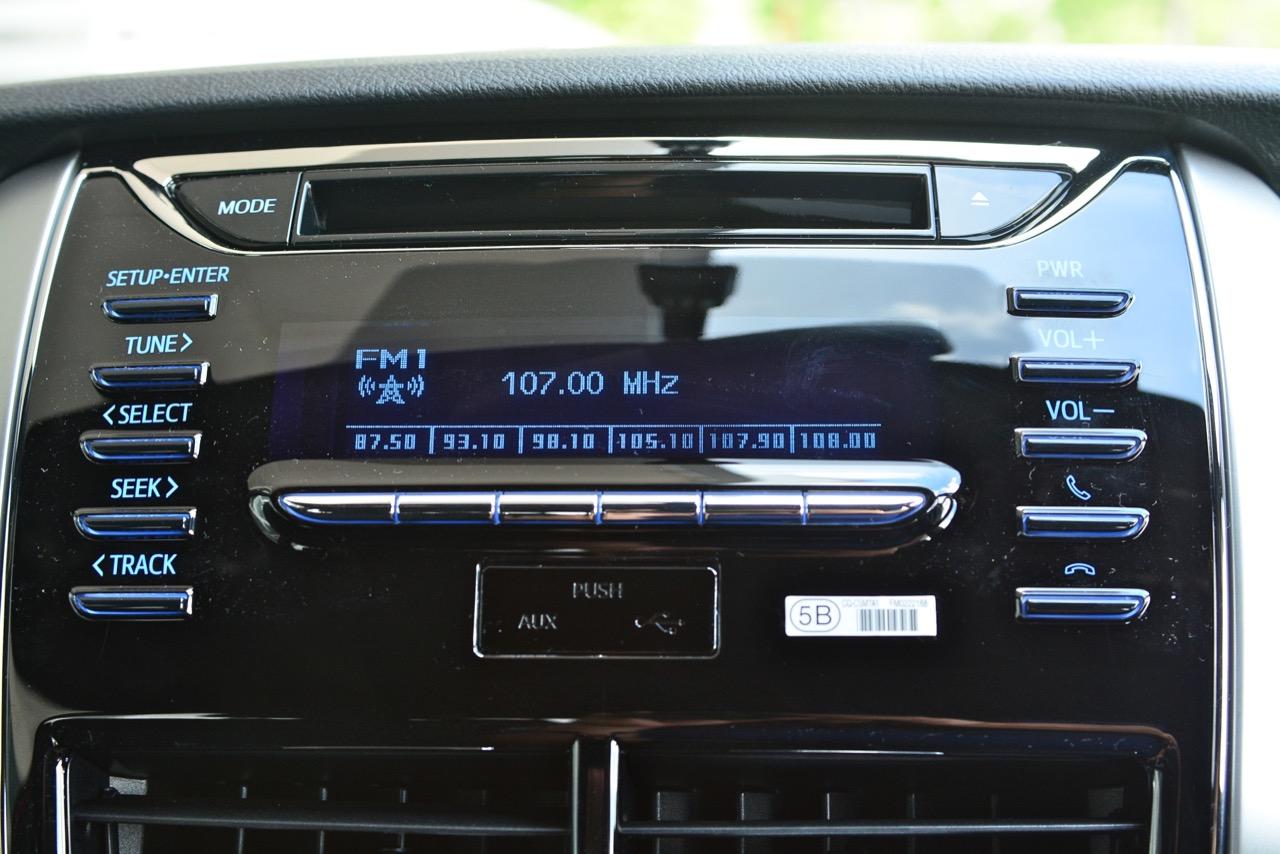 MODE
SETUP•ENTER
PWR
TUNE>
VOL+
<SELECT
VOL−
SEEK>
<TRACK
FM1
107.00 MHz
87.50 93.10 98.10 105.10 107.90 108.00
PUSH
AUX
5B